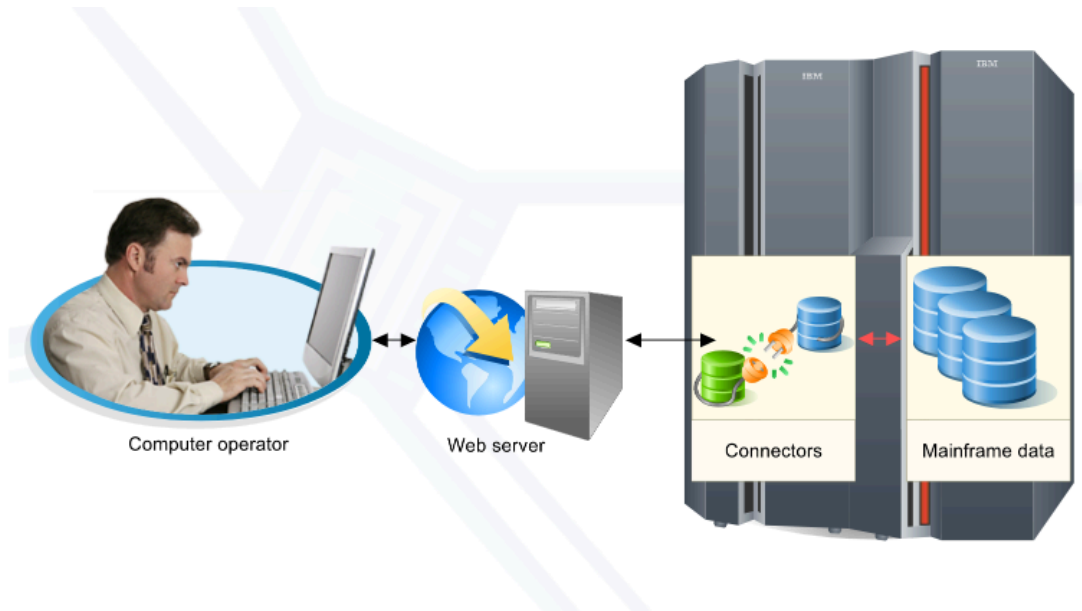 IBM
IBM
Computer operator
Web server
Connectors
Mainframe data